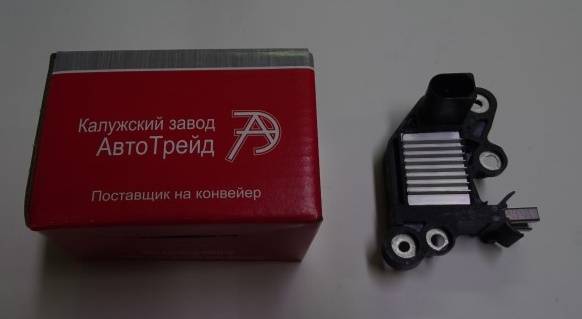 Калужский завод
АвтоТрейд
Поставщик на конвейер